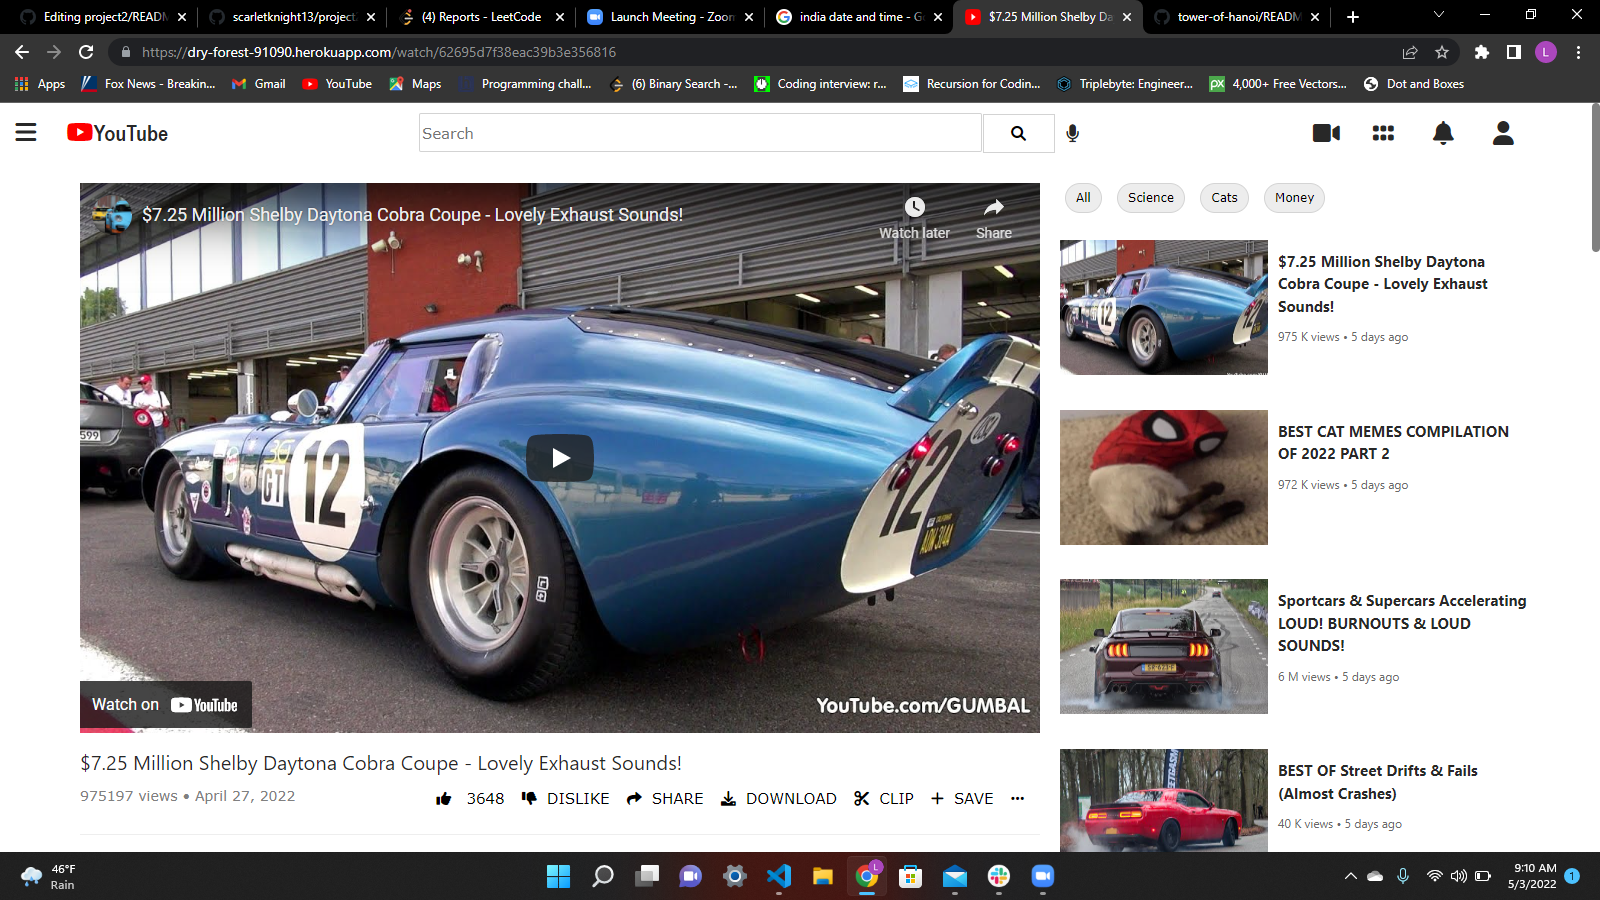 Editing project2/READM
scarletknight13/project
(4) Reports - LeetCode
Launch Meeting - Zoom
india date and time - G
$7.25 Million Shelby Da
tower-of-hanoi/READM
https://dry-forest-91090.herokuapp.com/watch/62695d7f38eac39b3e356816
L
Apps
Fox News - Breakin...
Gmail
YouTube
Maps
Programming chall...
(6) Binary Search -...
Coding interview: r...
Recursion for Codin...
Triplebyte: Engineer...
4,000+ Free Vectors...
Dot and Boxes
YouTube
Search
$7.25 Million Shelby Daytona Cobra Coupe - Lovely Exhaust Sounds!
Watch later
Share
599
GT
12
12
AOW 314A
Watch on YouTube
YouTube.com/GUMBAL
$7.25 Million Shelby Daytona Cobra Coupe - Lovely Exhaust Sounds!
975197 views • April 27, 2022
3648 DISLIKE SHARE DOWNLOAD CLIP SAVE
All Science Cats Money
$7.25 Million Shelby Daytona
Cobra Coupe - Lovely Exhaust
Sounds!
975 K views • 5 days ago
BEST CAT MEMES COMPILATION
OF 2022 PART 2
972 K views • 5 days ago
Sportcars & Supercars Accelerating
LOUD! BURNOUTS & LOUD
SOUNDS!
6 M views • 5 days ago
BEST OF Street Drifts & Fails
(Almost Crashes)
40 K views • 5 days ago
46°F
Rain
L
9:10 AM
5/3/2022
1